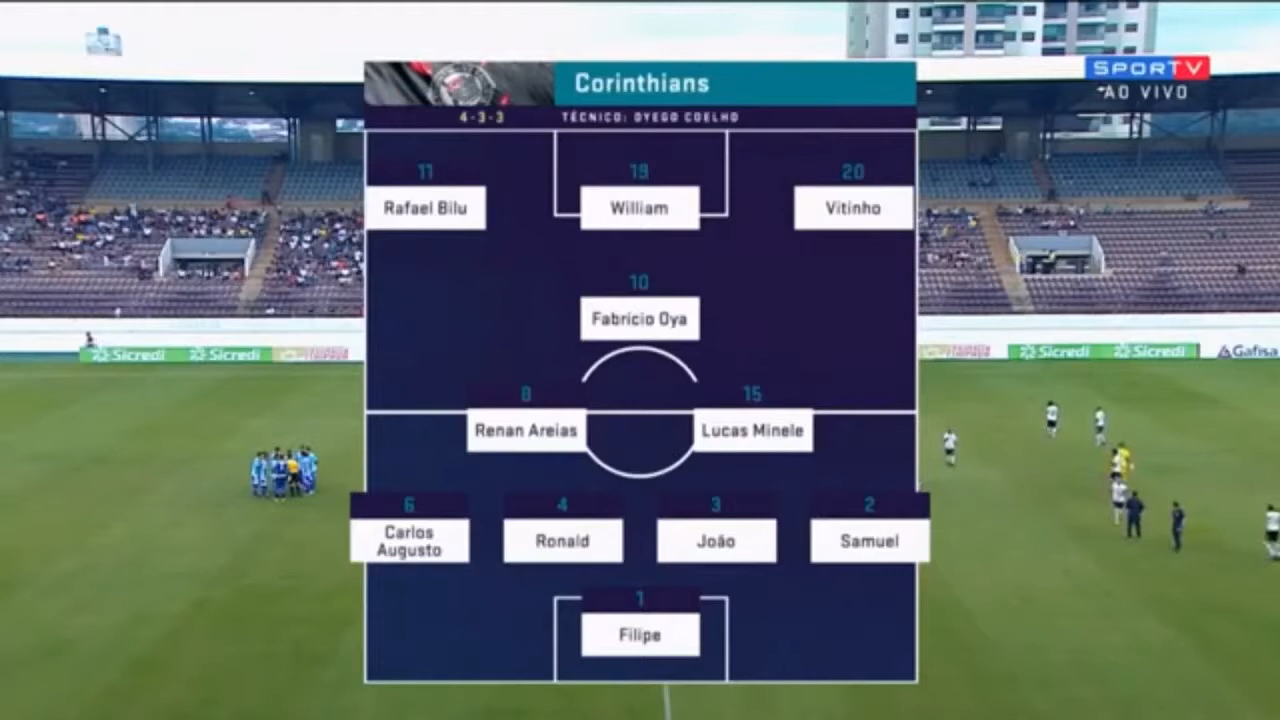 Corinthians
SPORTV
AO VIVO
4-3-3
TÉCNICO: DYEGO COELHO
11
19
20
Rafael Bilu
William
Vitinho
10
Fabrício Oya
Sicredi
Sicredi
Sicredi
Sicredi
Gafisa
8
15
Renan Areias
Lucas Minele
6
4
3
2
Carlos
Augusto
Ronald
João
Samuel
1
Filipe